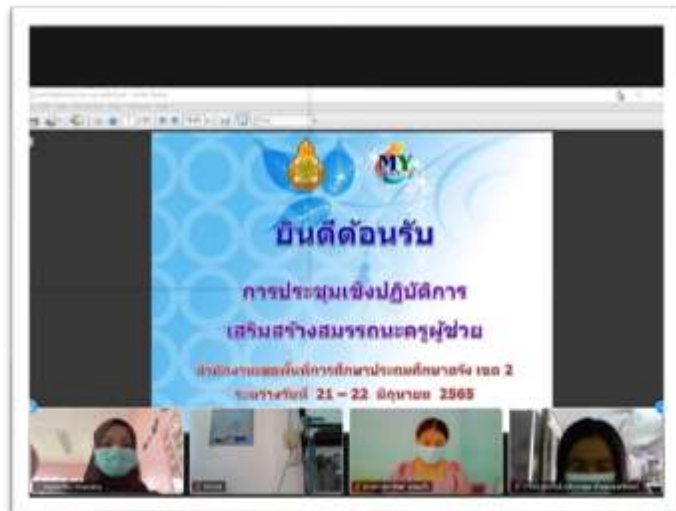 MY
ยินดีต้อนรับ
การประชุมเชิงปฏิบัติการ
เสริมสร้างสมรรถนะครูผู้ช่วย
สำนักงานเขตพื้นที่การศึกษาประถมศึกษาตรัง เขต 2
ระหว่างวันที่ 21 – 22 มิถุนายน 2565